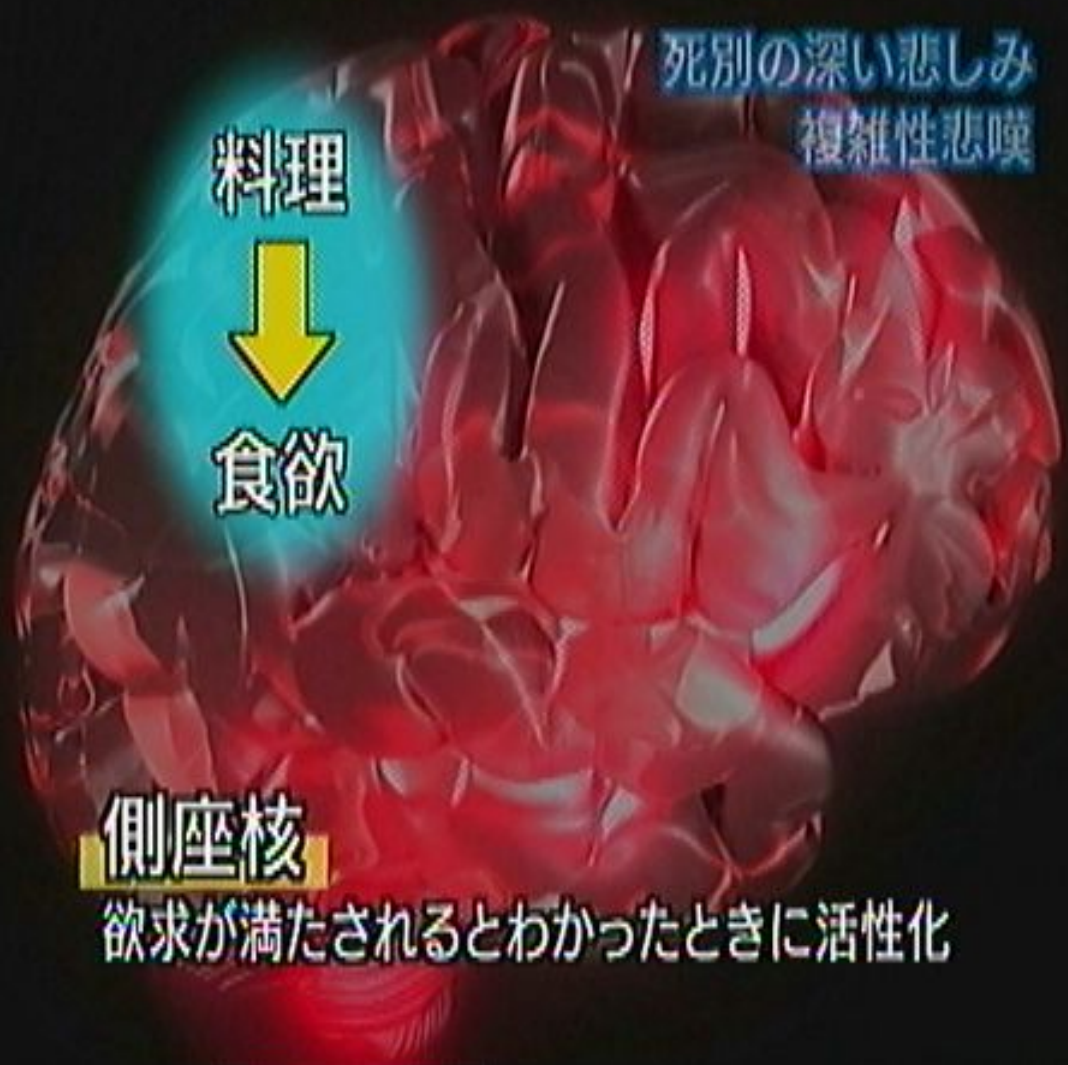 死別の深い悲しみ
複雑性悲嘆
料理
食欲
側座核
欲求が満たされるとわかったときに活性化